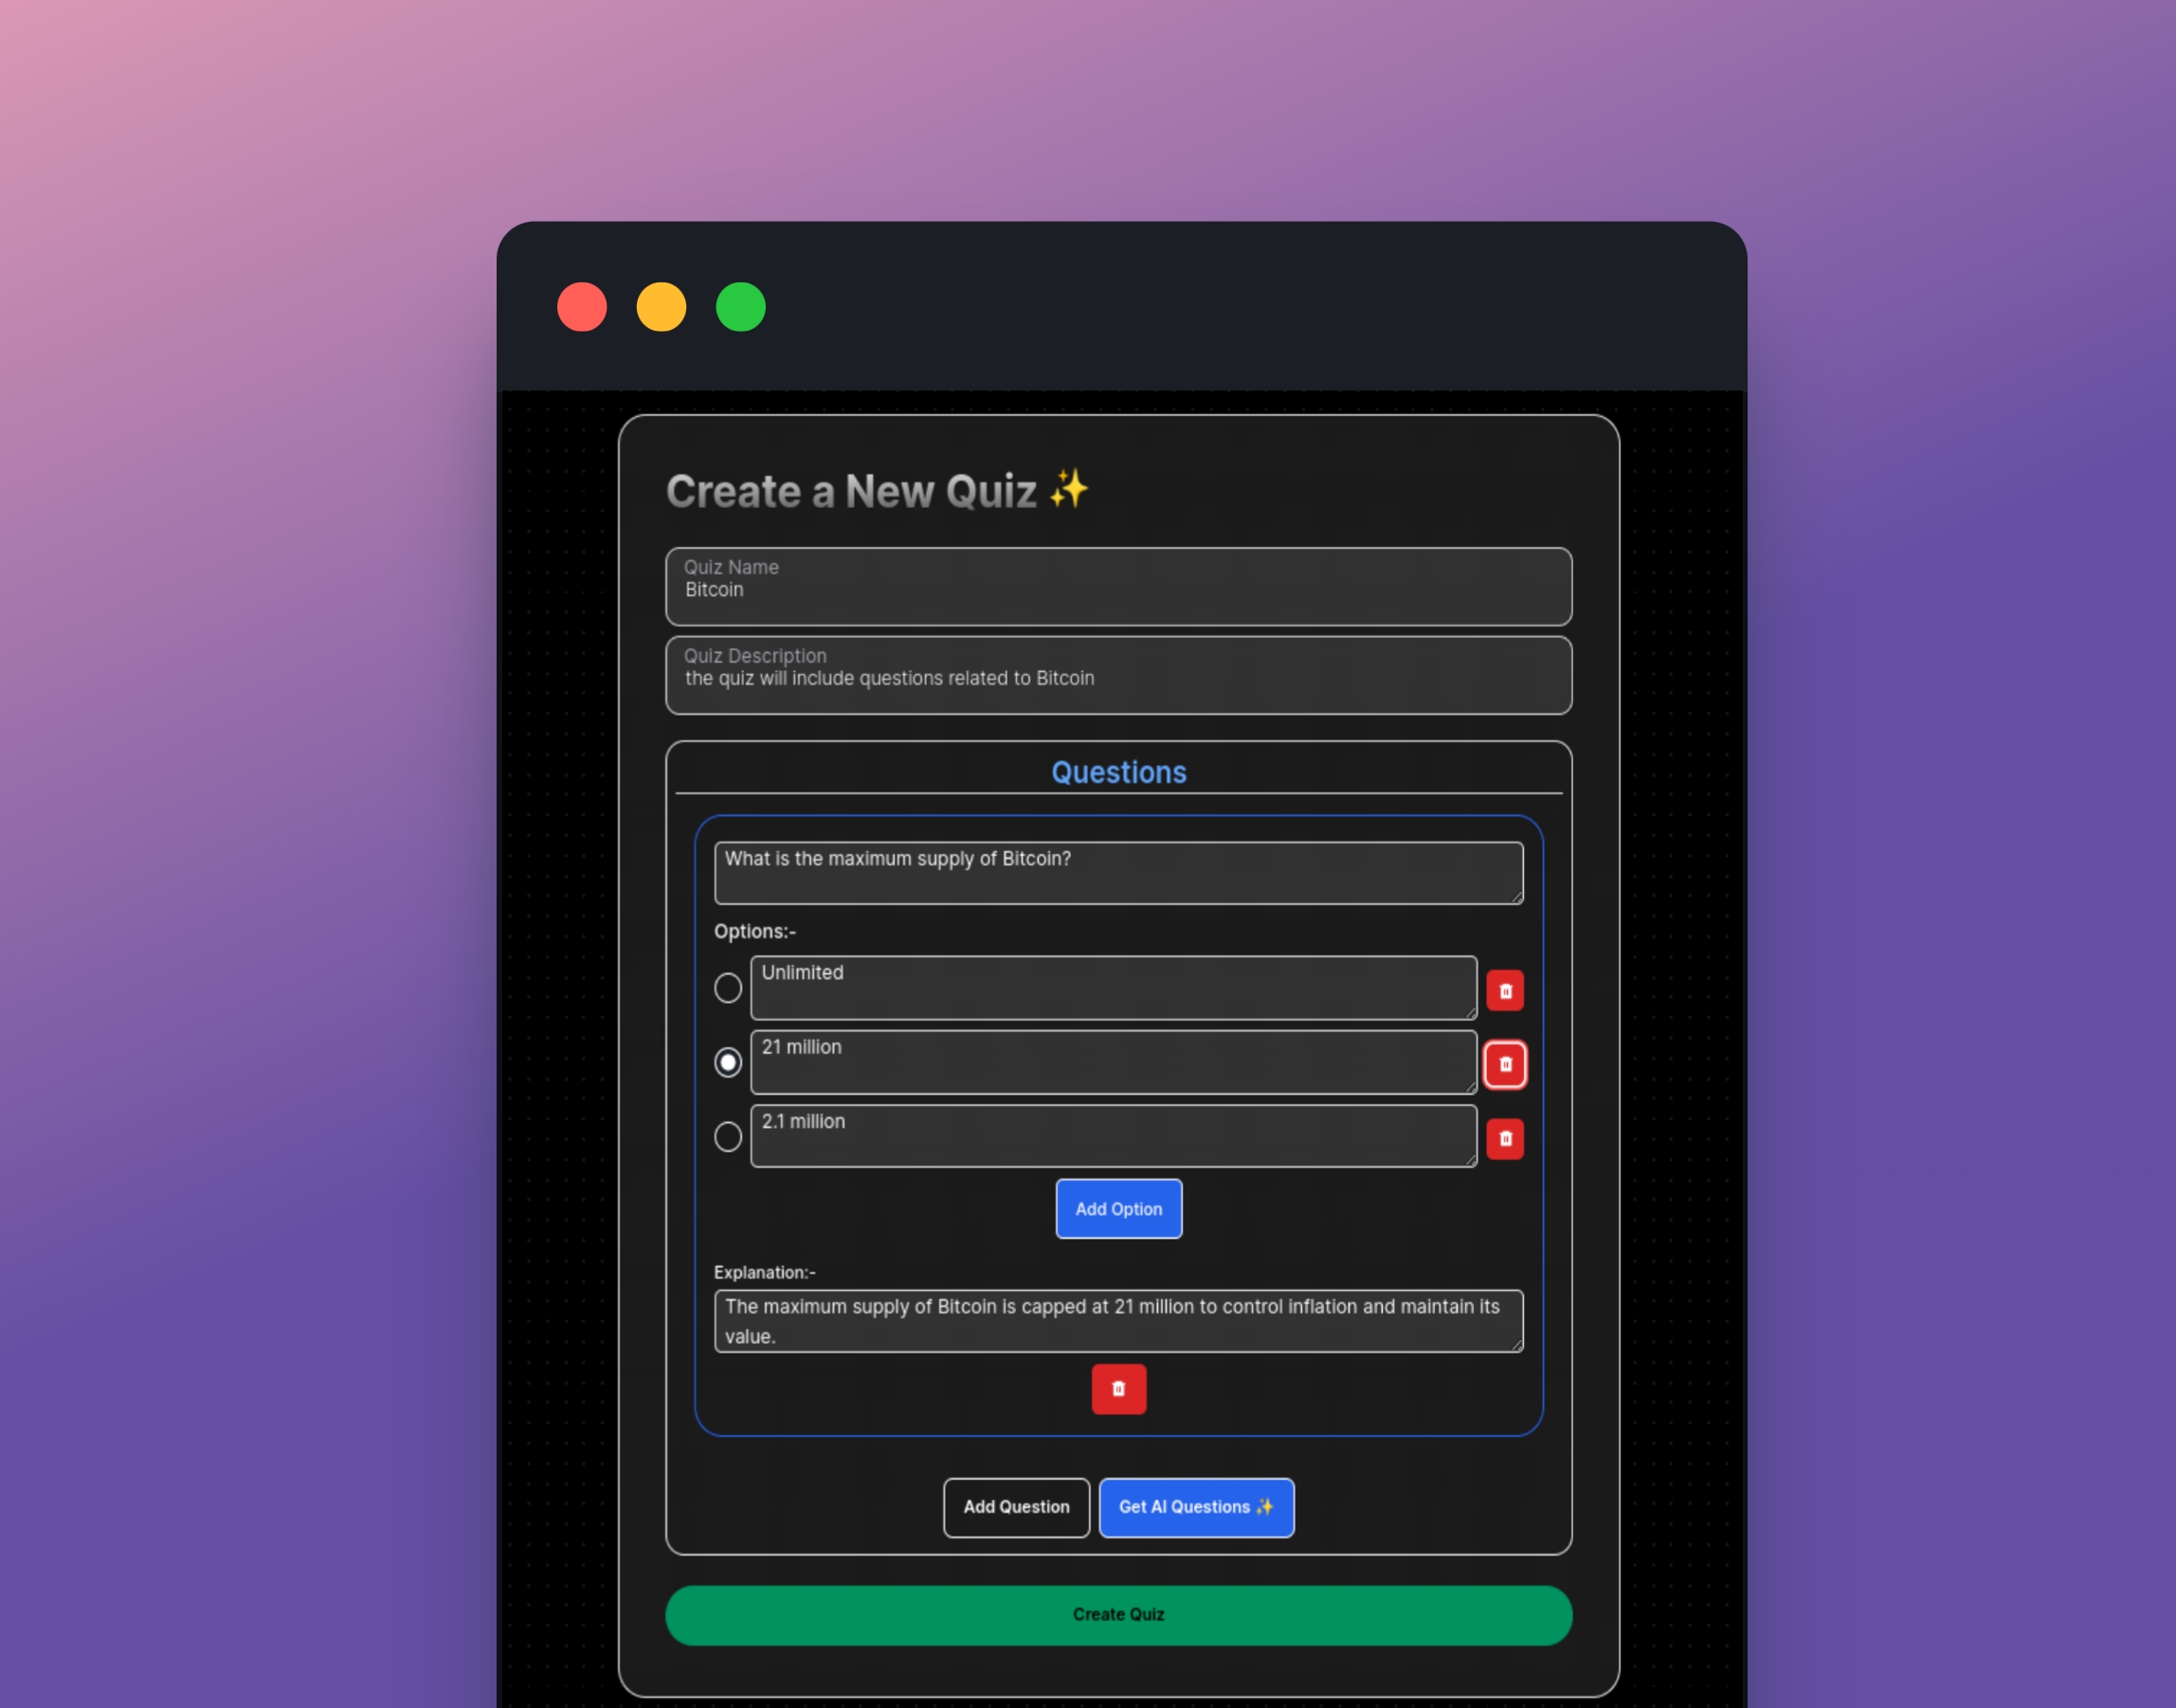 Create a New Quiz ✨
Quiz Name
Bitcoin
Quiz Description
the quiz will include questions related to Bitcoin
Questions
What is the maximum supply of Bitcoin?
Options:-
Unlimited
21 million
2.1 million
Add Option
Explanation:-
The maximum supply of Bitcoin is capped at 21 million to control inflation and maintain its
value.
Add Question
Get AI Questions ✨
Create Quiz